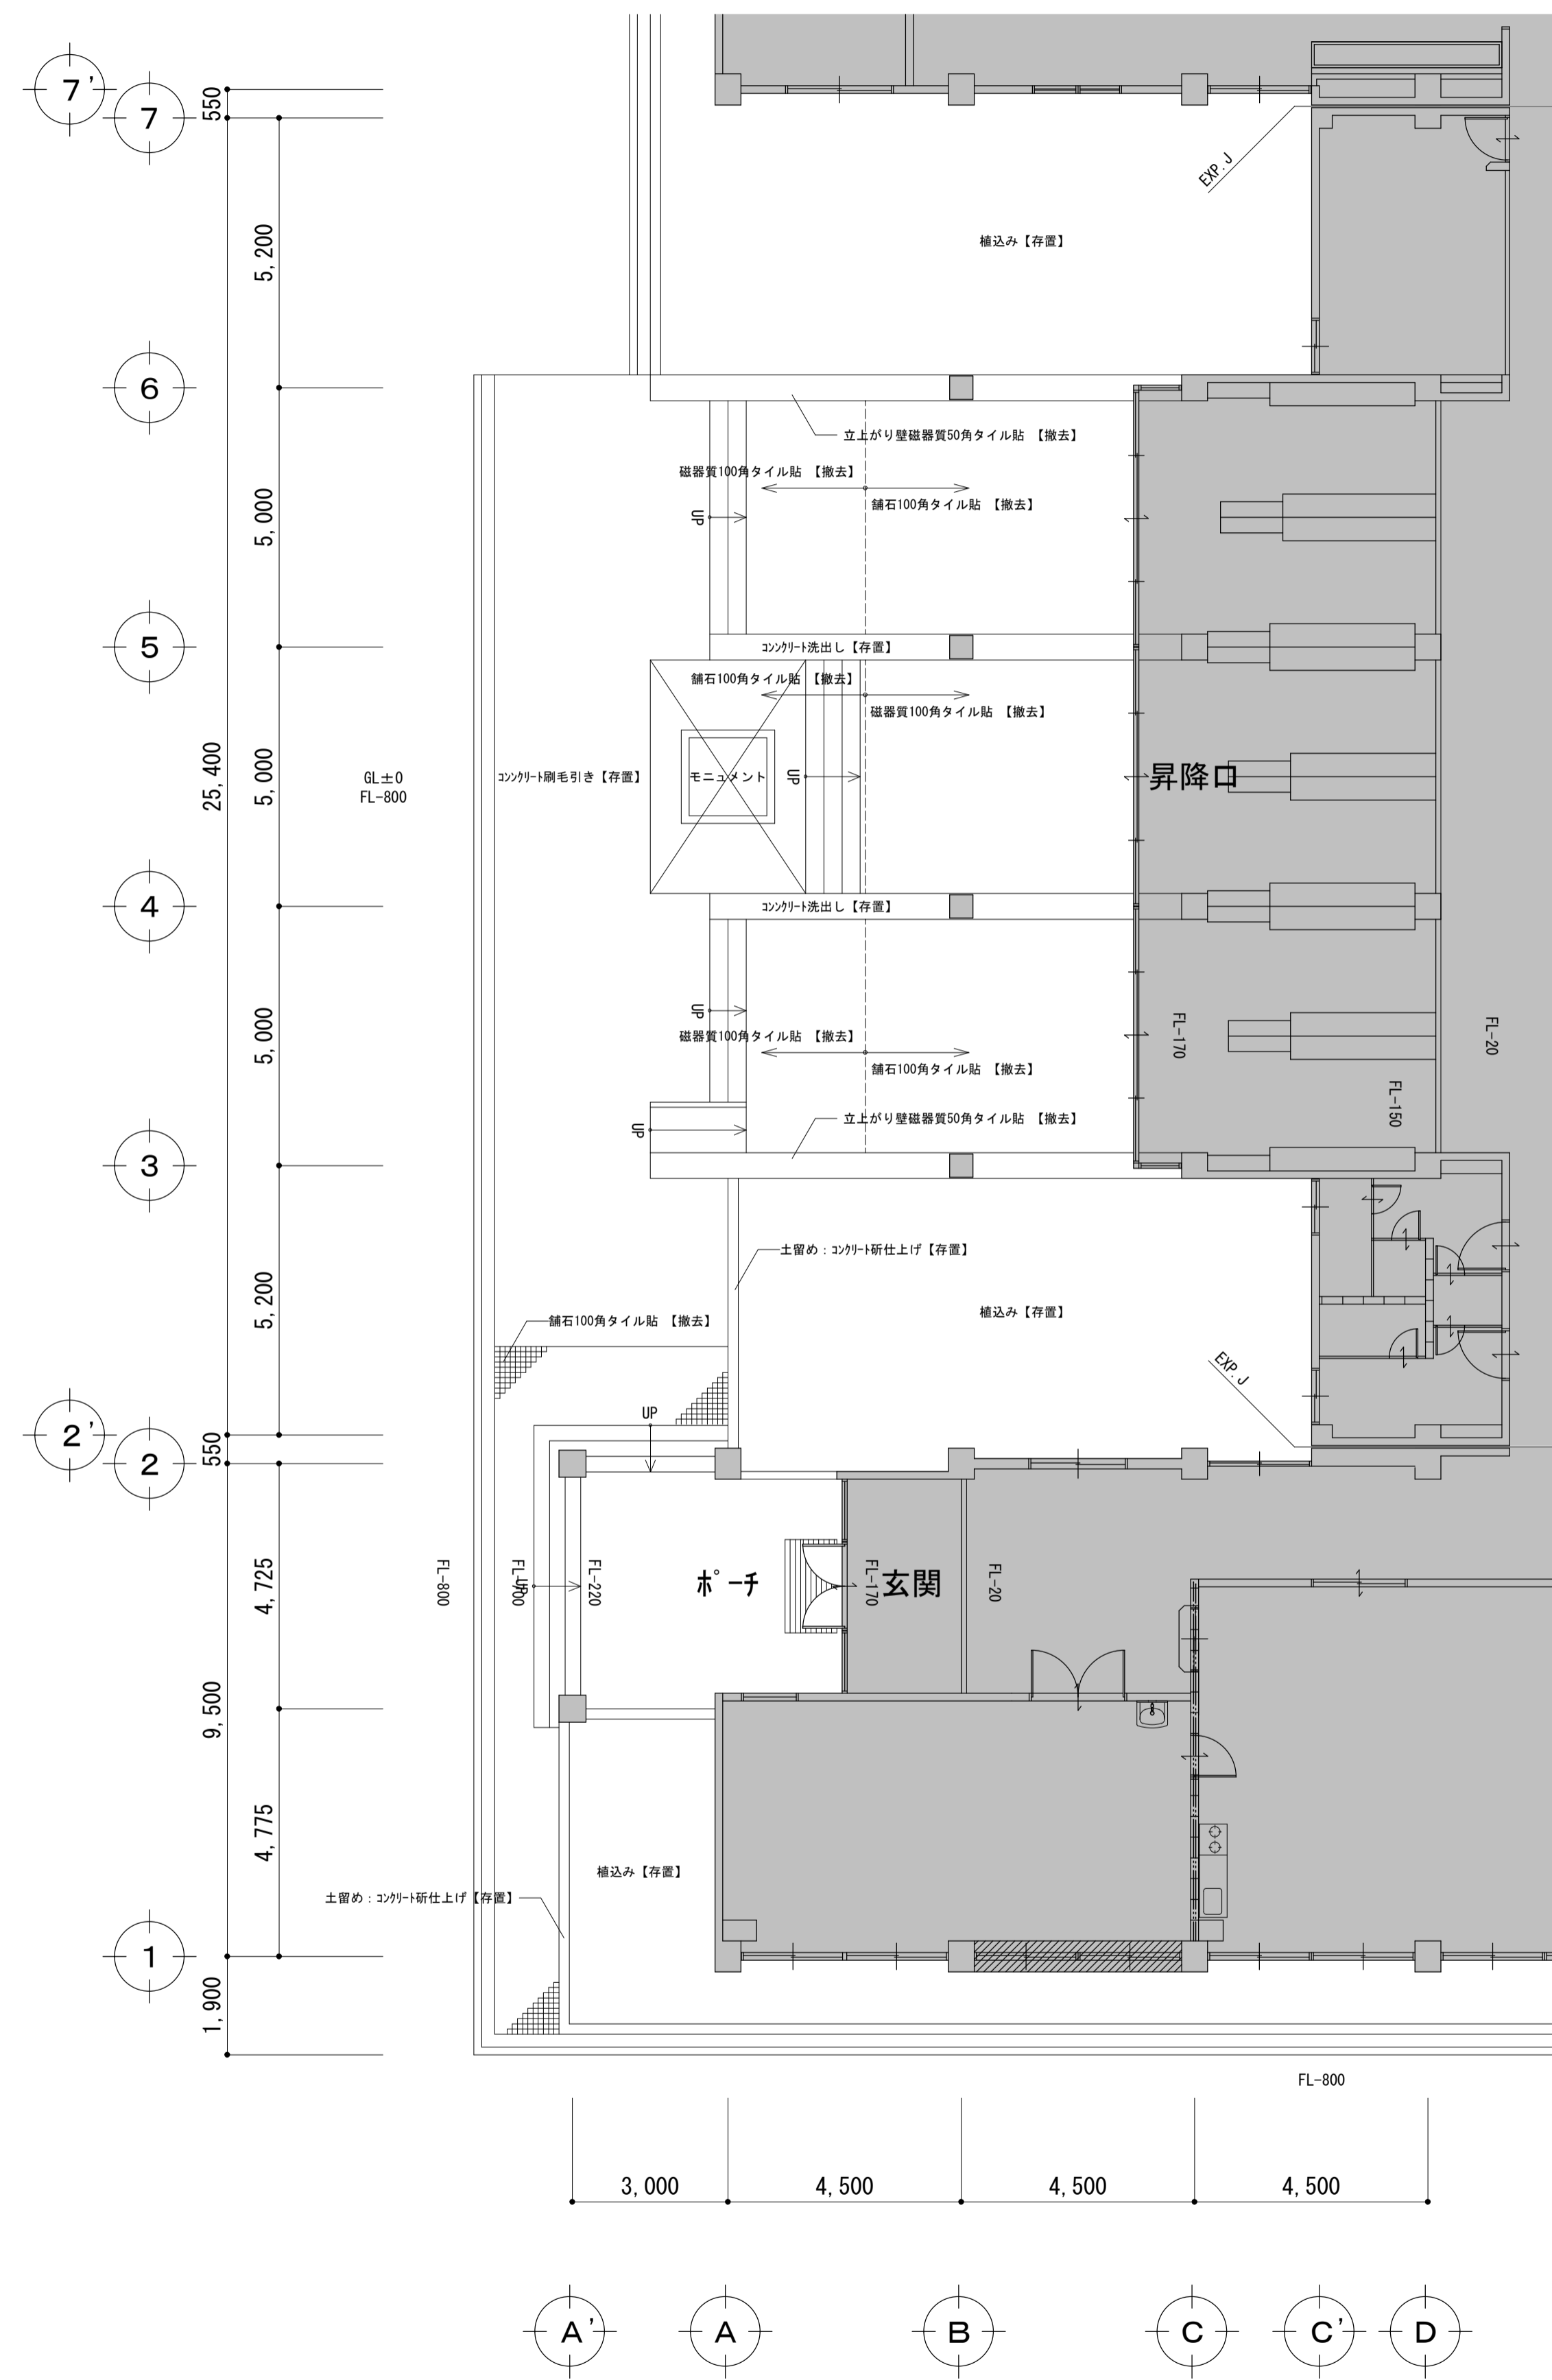 7'
7
550
5,200
EXP.J
植込み【存置】
6
立上がり壁磁器質50角タイル貼 【撤去】
磁器質100角タイル貼 【撤去】
舗石100角タイル貼 【撤去】
UP
5,000
5
コンクリート洗出し【存置】
舗石100角タイル貼 【撤去】
磁器質100角タイル貼 【撤去】
25,400
5,000
GL±0
FL-800
コンクリート刷毛引き【存置】
モニュメント
UP
昇降口
4
コンクリート洗出し【存置】
UP
5,000
磁器質100角タイル貼 【撤去】
舗石100角タイル貼 【撤去】
FL-170
FL-20
FL-150
立上がり壁磁器質50角タイル貼 【撤去】
UP
3
土留め：コンクリート斫仕上げ【存置】
5,200
植込み【存置】
舗石100角タイル貼 【撤去】
EXP.J
2'
UP
550
2
FL-800
UP
FL-220
ポーチ
FL-170
玄関
FL-20
4,725
9,500
4,775
植込み【存置】
土留め：コンクリート斫仕上げ【存置】
1
1,900
FL-800
3,000
4,500
4,500
4,500
A'
A
B
C
C'
D